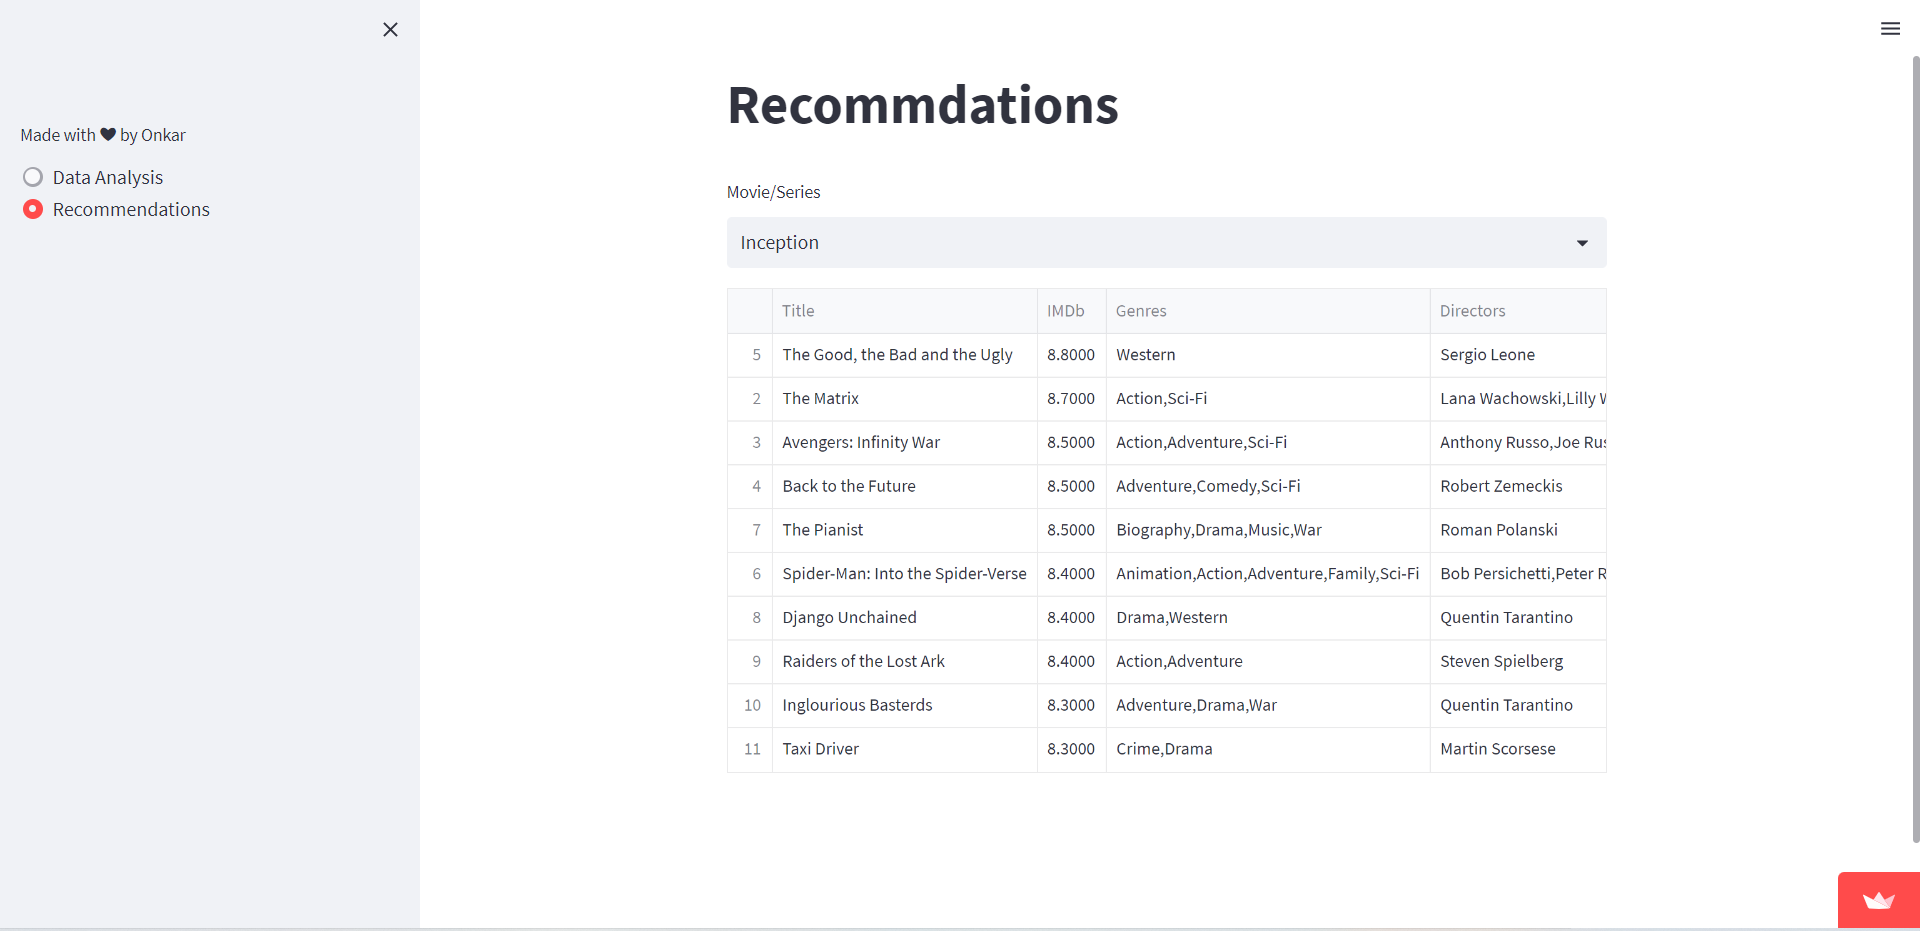 Made with ♥ by Onkar
Data Analysis
Recommendations
Recommdations
Movie/Series
Inception
Title IMDb Genres Directors
5 The Good, the Bad and the Ugly 8.8000 Western Sergio Leone
2 The Matrix 8.7000 Action,Sci-Fi Lana Wachowski,Lilly
3 Avengers: Infinity War 8.5000 Action,Adventure,Sci-Fi Anthony Russo,Joe Rus
4 Back to the Future 8.5000 Adventure,Comedy,Sci-Fi Robert Zemeckis
7 The Pianist 8.5000 Biography,Drama,Music,War Roman Polanski
6 Spider-Man: Into the Spider-Verse 8.4000 Animation,Action,Adventure,Family,Sci-Fi Bob Persichetti,Peter R
8 Django Unchained 8.4000 Drama,Western Quentin Tarantino
9 Raiders of the Lost Ark 8.4000 Action,Adventure Steven Spielberg
10 Inglourious Basterds 8.3000 Adventure,Drama,War Quentin Tarantino
11 Taxi Driver 8.3000 Crime,Drama Martin Scorsese